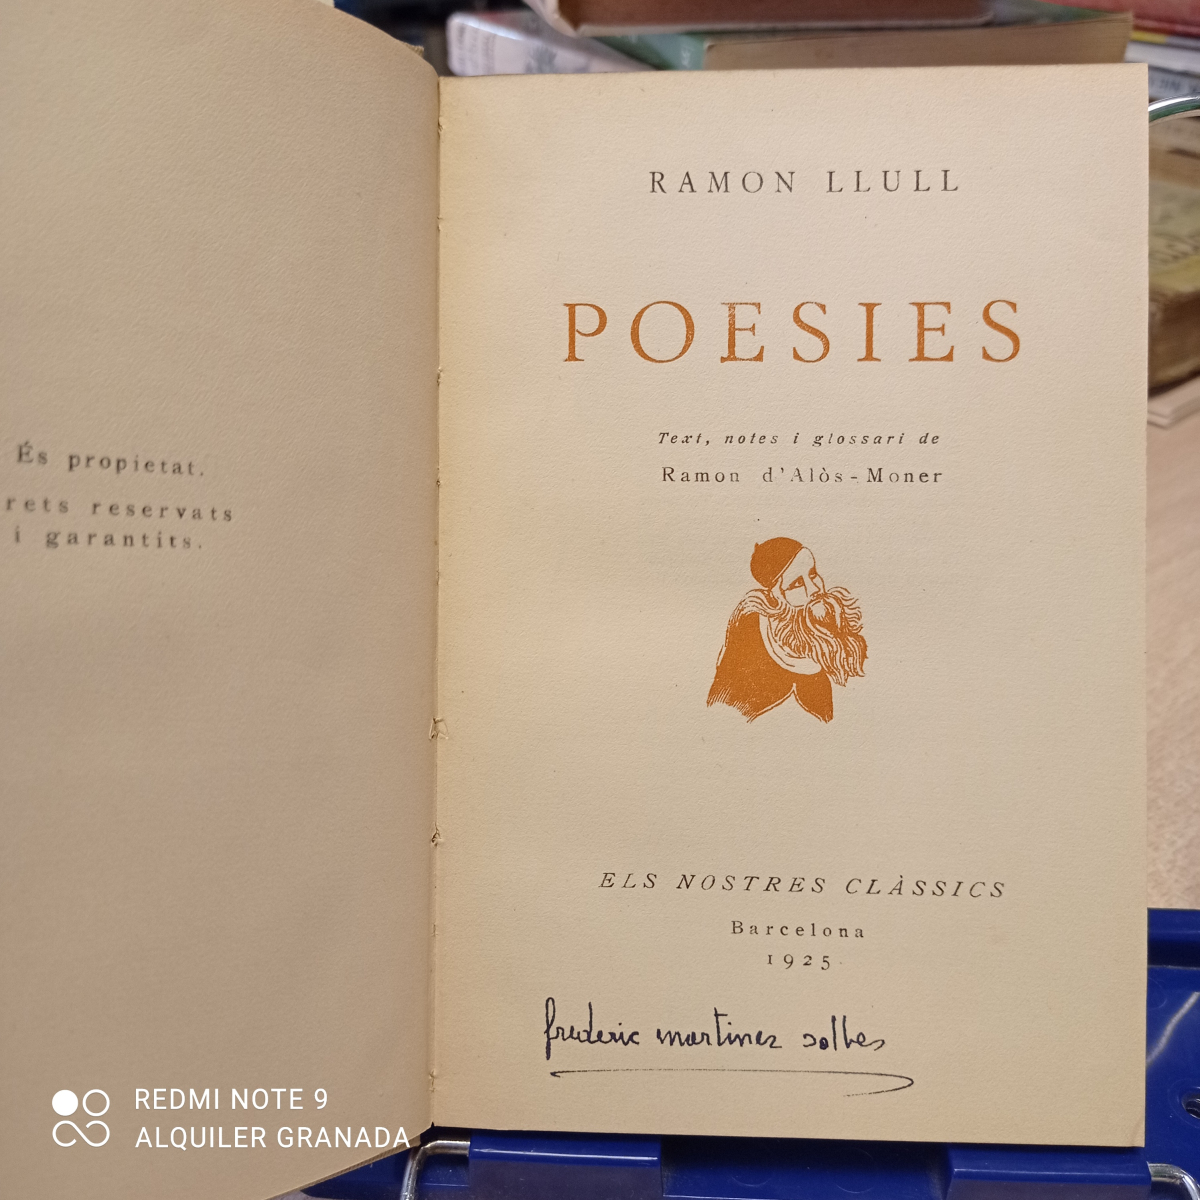 És propietat.
rets reservats
i garantits.
RAMON LLULL
POESIES
Text, notes i glossari de
Ramon d'Alòs-Moner
ELS NOSTRES CLÀSSICS
Barcelona
1925
frederic martinez solbes
REDMI NOTE 9
ALQUILER GRANADA